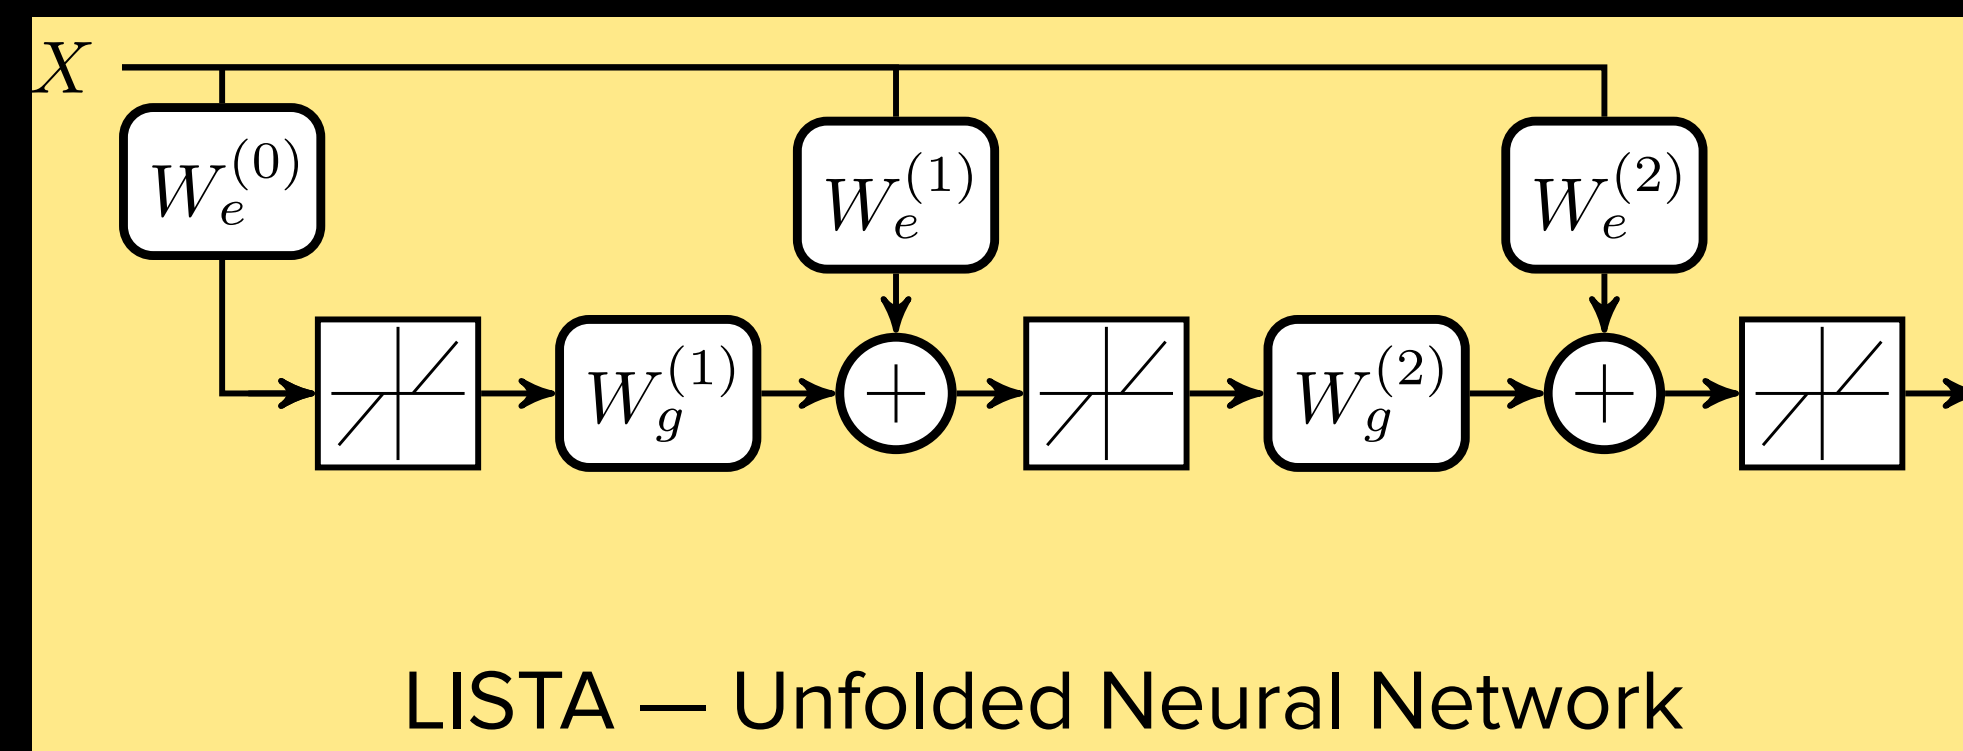 X
W_e^{(0)} W_e^{(1)} W_e^{(2)}
W_g^{(1)} + W_g^{(2)} +
LISTA — Unfolded Neural Network